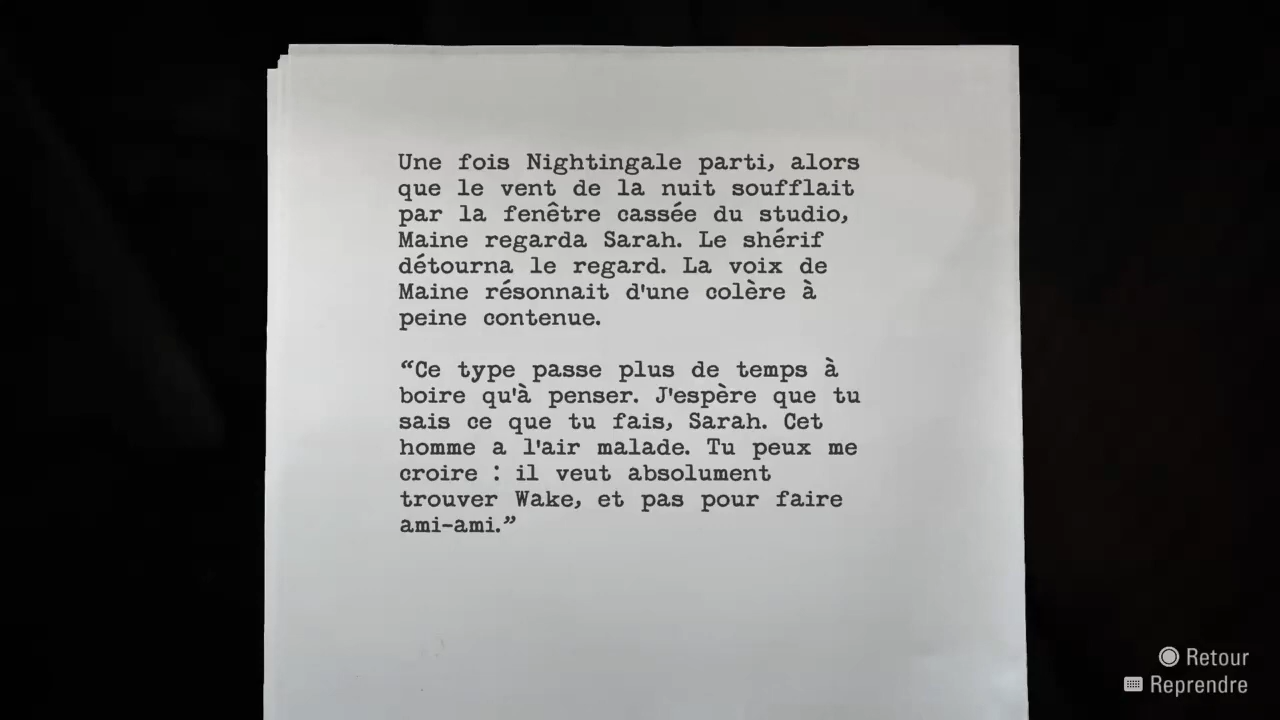 Une fois Nightingale parti, alors
que le vent de la nuit soufflait
par la fenêtre cassée du studio,
Maine regarda Sarah. Le shérif
détourna le regard. La voix de
Maine résonnait d'une colère à
peine contenue.
“Ce type passe plus de temps à
boire qu'à penser. J'espère que tu
sais ce que tu fais, Sarah. Cet
homme a l'air malade. Tu peux me
croire : il veut absolument
trouver Wake, et pas pour faire
ami-ami.”
Retour
Reprendre